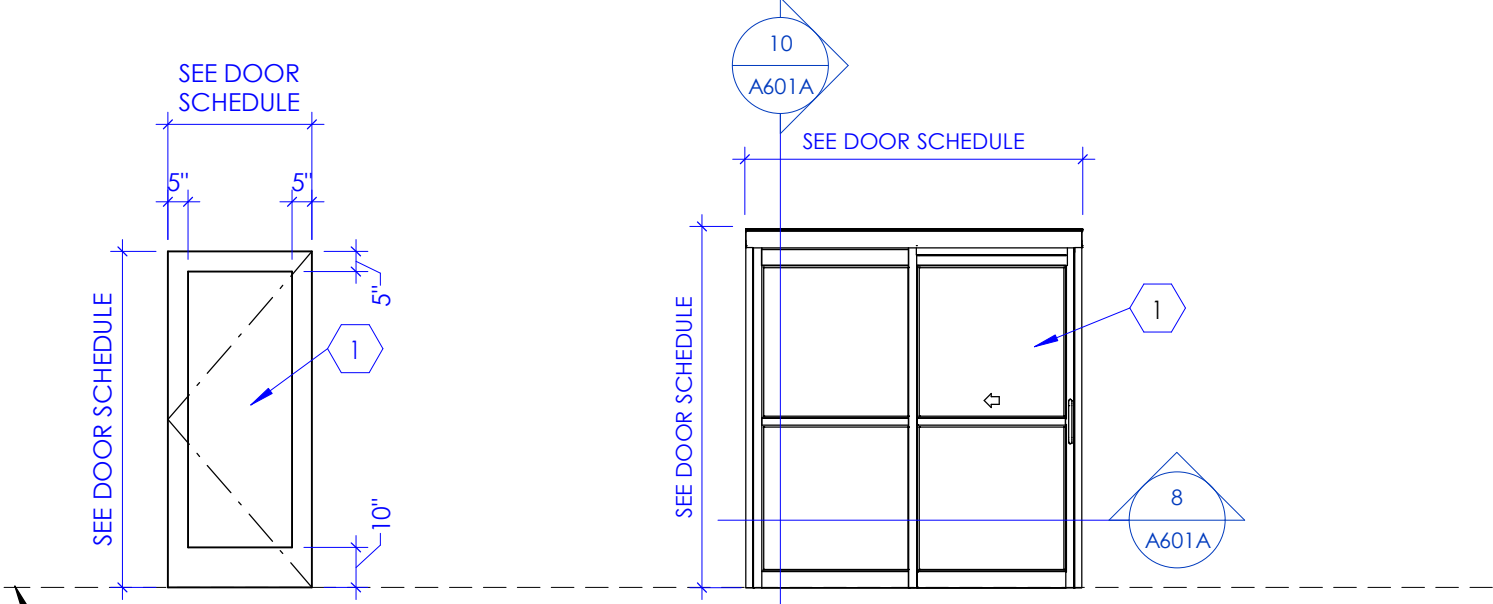 SEE DOOR
SCHEDULE
5"
5"
SEE DOOR SCHEDULE
5"
1
10"
10
A601A
SEE DOOR SCHEDULE
SEE DOOR SCHEDULE
1
8
A601A